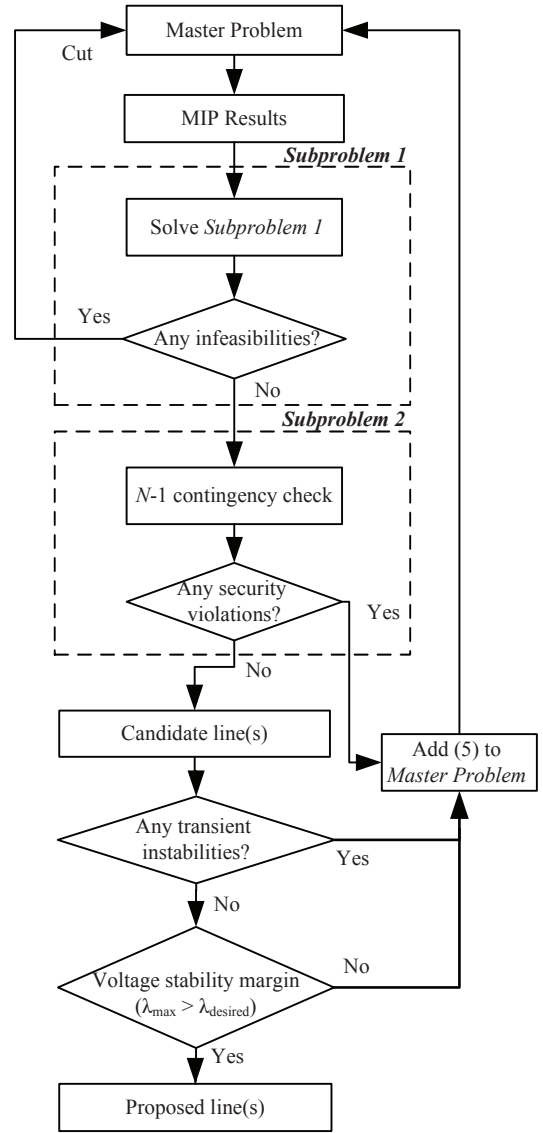 Master Problem
Cut
MIP Results
Subproblem 1
Solve Subproblem 1
Yes
Any infeasibilities?
No
Subproblem 2
N-1 contingency check
Any security
violations?
Yes
No
Candidate line(s)
Add (5) to
Master Problem
Any transient
instabilities?
Yes
No
Voltage stability margin
(λmax > λdesired)
No
Yes
Proposed line(s)